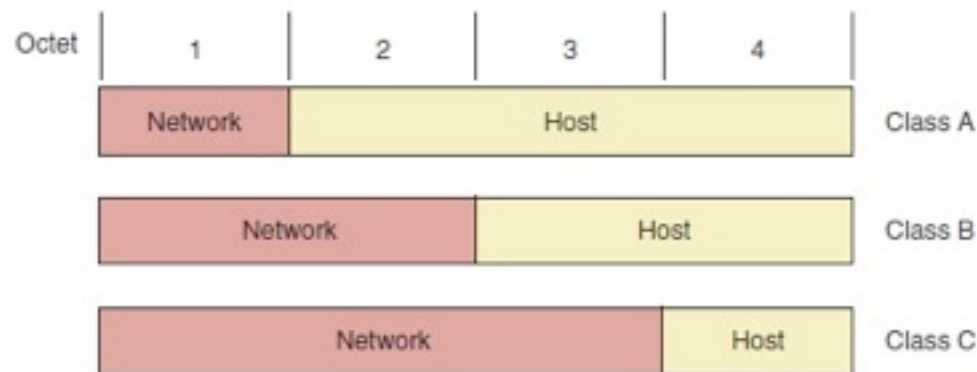 Octet 1 2 3 4
Network Host Class A
Network Host Class B
Network Host Class C